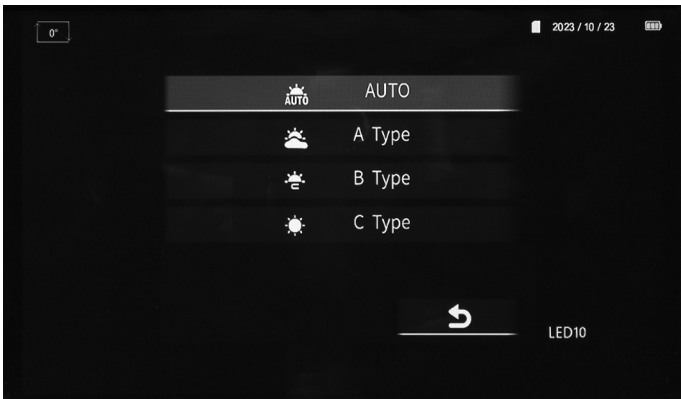 0°
2023 / 10 / 23
AUTO AUTO
A Type
B Type
C Type
LED10